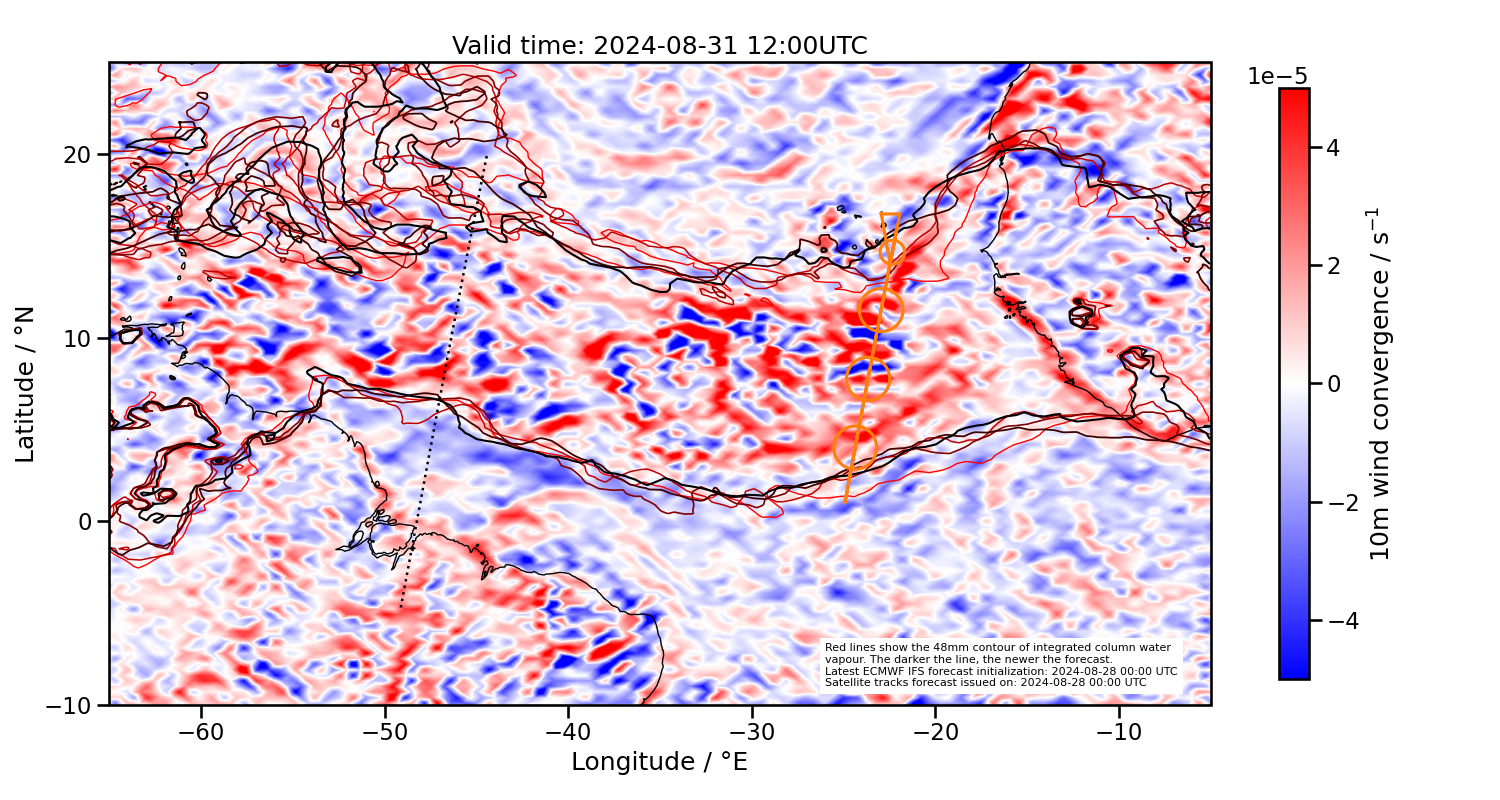 Valid time: 2024-08-31 12:00UTC
1e−5
20
10
0
−10
Latitude / °N
−60
−50
−40
−30
−20
−10
Longitude / °E
4
2
0
−2
−4
10m wind convergence / s⁻¹
Red lines show the 48mm contour of integrated column water
vapour. The darker the line, the newer the forecast.
Latest ECMWF IFS forecast initialization: 2024-08-28 00:00 UTC
Satellite tracks forecast issued on: 2024-08-28 00:00 UTC